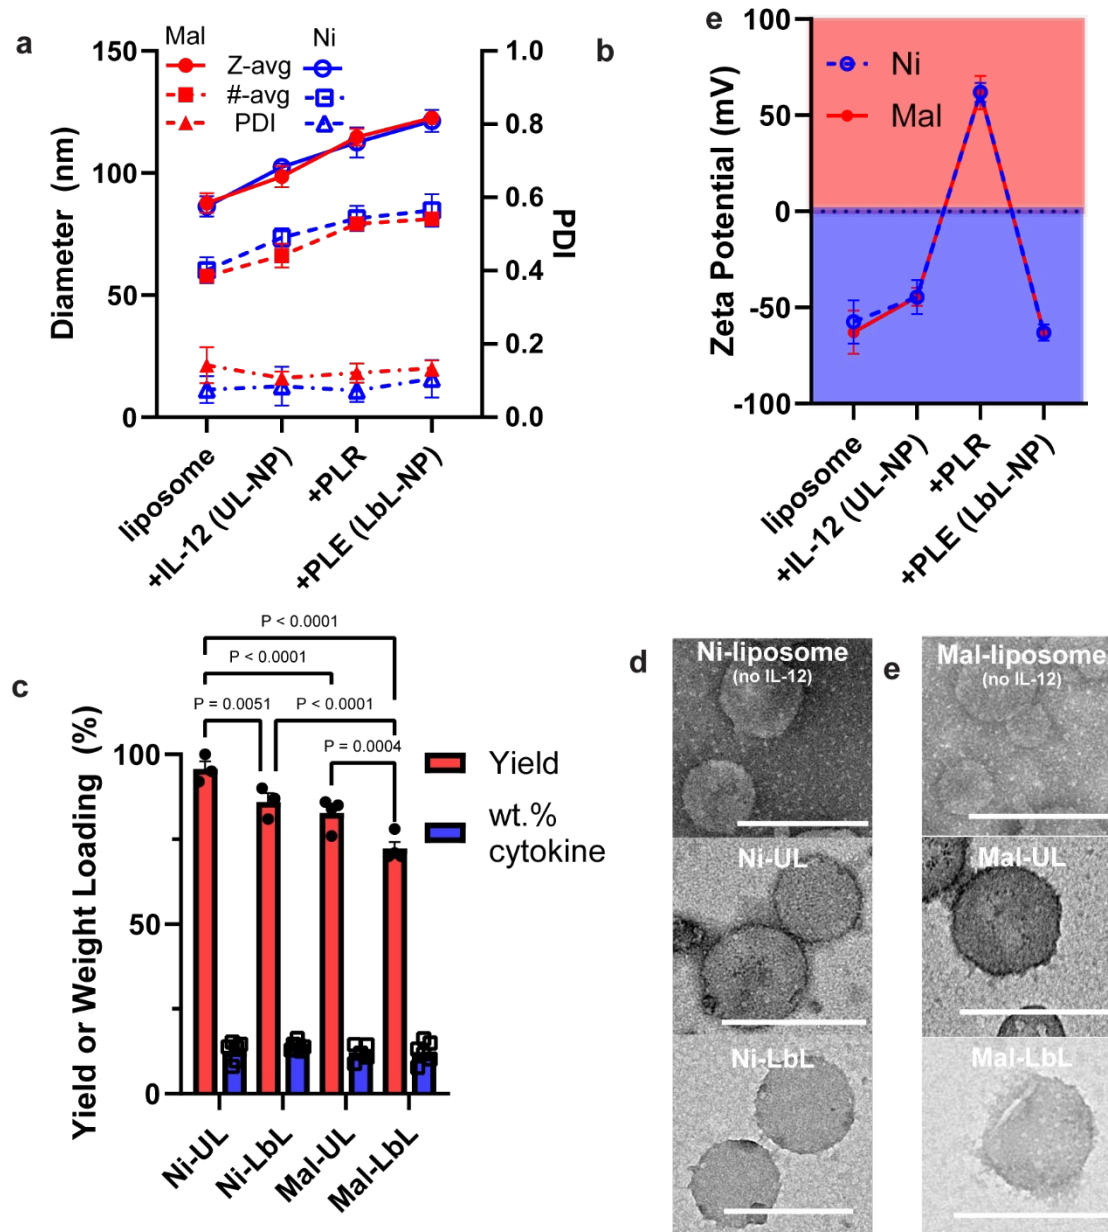 a
Mal Ni
Z-avg
#-avg
PDI
150
100
50
0
Diameter (nm)
1.0
0.8
0.6
0.4
0.2
0.0
PDI
liposome
+IL-12 (UL-NP)
+PLR
+PLE (LbL-NP)
e
b
100
50
0
-50
-100
Zeta Potential (mV)
Ni
Mal
liposome
+IL-12 (UL-NP)
+PLR
+PLE (LbL-NP)
c
P < 0.0001
P < 0.0001
P = 0.0051
P < 0.0001
P = 0.0004
100
50
0
Yield or Weight Loading (%)
Yield
wt.%
cytokine
Ni-UL
Ni-LbL
Mal-UL
Mal-LbL
d
Ni-liposome
(no IL-12)
Ni-UL
Ni-LbL
e
Mal-liposome
(no IL-12)
Mal-UL
Mal-LbL